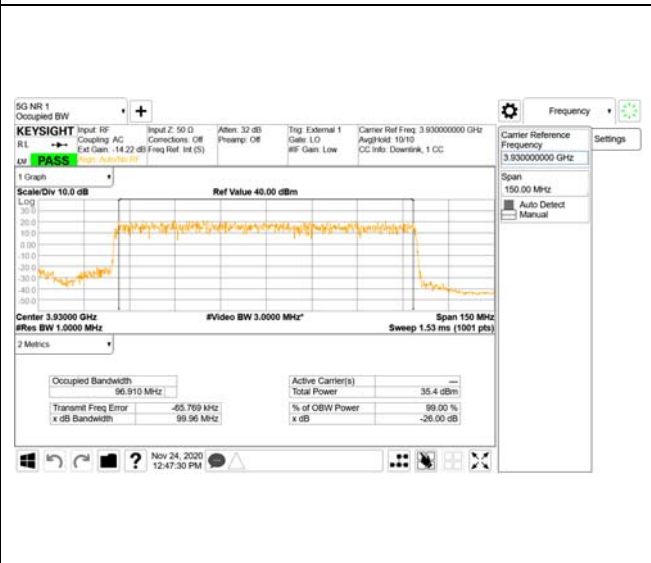 5G NR 1
Occupied BW
Frequency
KEYSIGHT
Input: RF
Input Z: 50 Ω
Atten: 32 dB
Trig: External 1
Carrier Ref Freq: 3.930000000 GHz
Coupling: AC
Corrections: Off
Preamp: Off
Gate: LO
Avg|Hold: 10/10
Ext Gain: -14.22 dB
Freq Ref: Int (S)
#IF Gain: Low
CC Info: Downlink, 1 CC
Align: Auto/No RF
PASS
Carrier Reference
Frequency
3.930000000 GHz
Settings
Span
150.00 MHz
Auto Detect
Manual
1 Graph
Scale/Div 10.0 dB
Ref Value 40.00 dBm
Log
30.0
20.0
10.0
0.00
-10.0
-20.0
-30.0
-40.0
-50.0
Center 3.93000 GHz
#Video BW 3.0000 MHz*
Span 150 MHz
#Res BW 1.0000 MHz
Sweep 1.53 ms (1001 pts)
2 Metrics
Occupied Bandwidth
96.910 MHz
Active Carrier(s)
---
Total Power
35.4 dBm
Transmit Freq Error
-65.769 kHz
% of OBW Power
99.00 %
x dB Bandwidth
99.96 MHz
x dB
-26.00 dB
Nov 24, 2020
12:47:30 PM